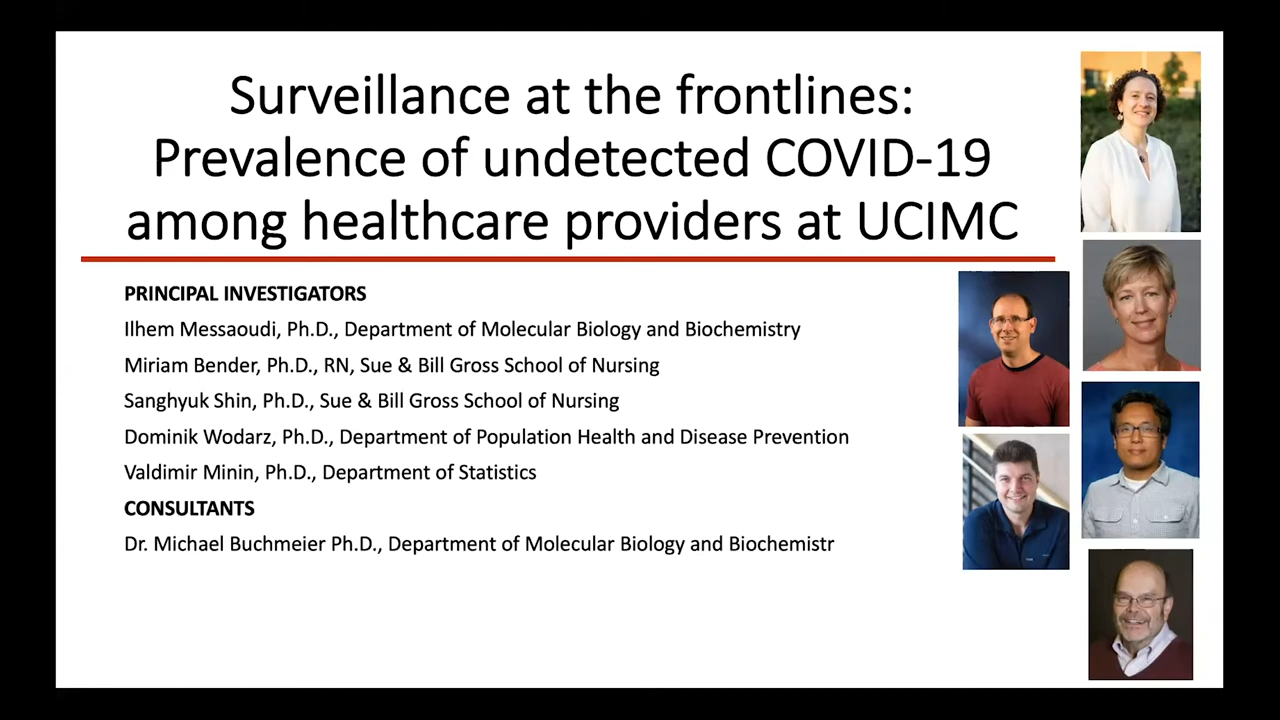 Surveillance at the frontlines:
Prevalence of undetected COVID-19
among healthcare providers at UCIMC
PRINCIPAL INVESTIGATORS
Ilhem Messaoudi, Ph.D., Department of Molecular Biology and Biochemistry
Miriam Bender, Ph.D., RN, Sue & Bill Gross School of Nursing
Sanghyuk Shin, Ph.D., Sue & Bill Gross School of Nursing
Dominik Wodarz, Ph.D., Department of Population Health and Disease Prevention
Valdimir Minin, Ph.D., Department of Statistics
CONSULTANTS
Dr. Michael Buchmeier Ph.D., Department of Molecular Biology and Biochemistr